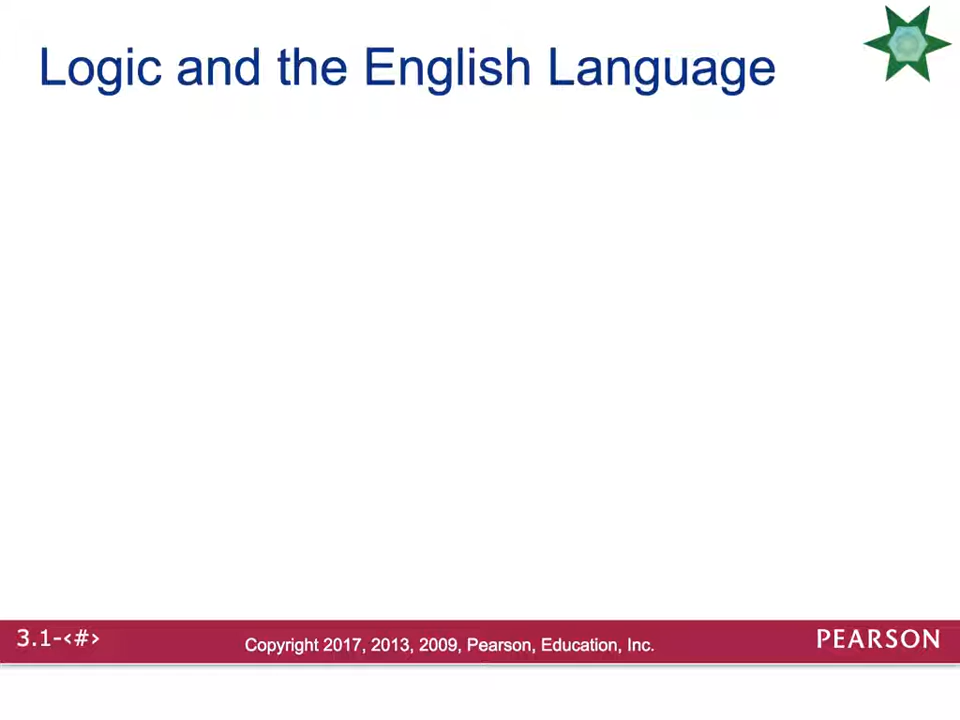 Logic and the English Language
3.1-‹#›
Copyright 2017, 2013, 2009, Pearson, Education, Inc.
PEARSON